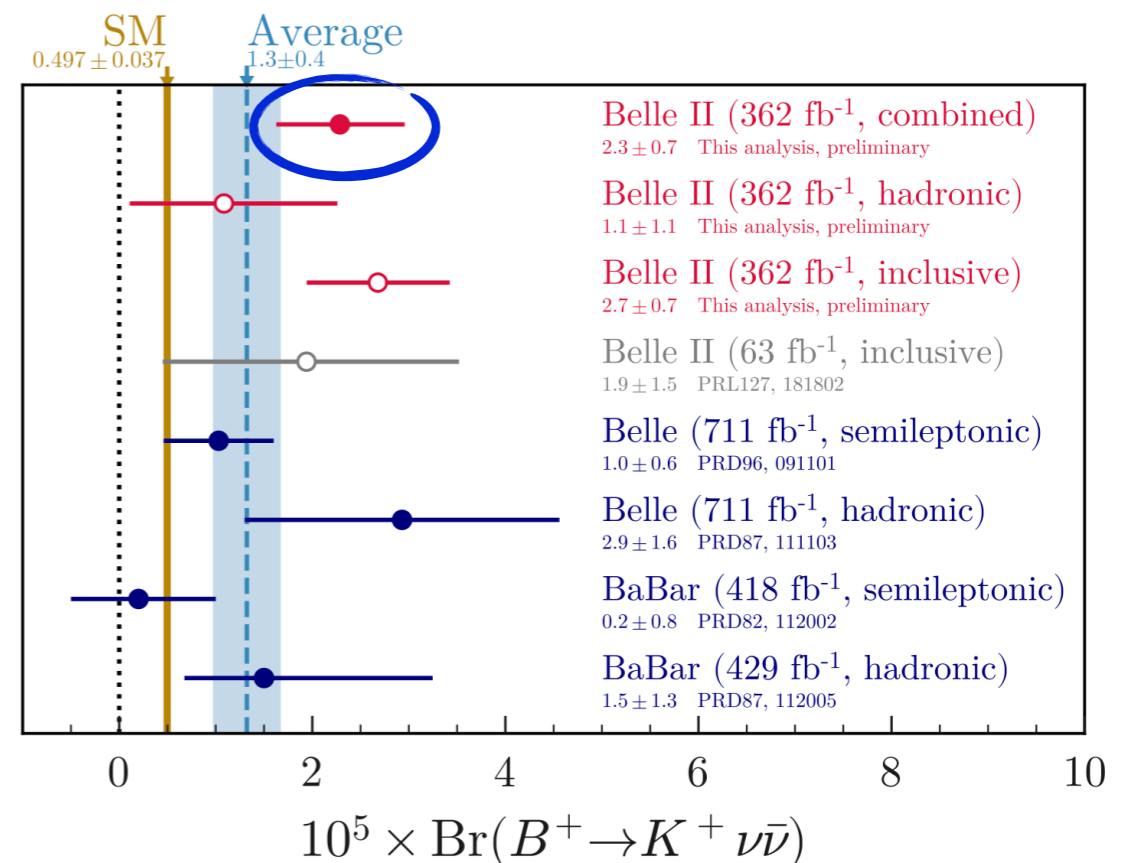 SM Average
0.497 ± 0.037 1.3±0.4
Belle II (362 fb⁻¹, combined)
2.3 ± 0.7 This analysis, preliminary
Belle II (362 fb⁻¹, hadronic)
1.1 ± 1.1 This analysis, preliminary
Belle II (362 fb⁻¹, inclusive)
2.7 ± 0.7 This analysis, preliminary
Belle II (63 fb⁻¹, inclusive)
1.9 ± 1.5 PRL127, 181802
Belle (711 fb⁻¹, semileptonic)
1.0 ± 0.6 PRD96, 091101
Belle (711 fb⁻¹, hadronic)
2.9 ± 1.6 PRD87, 111103
BaBar (418 fb⁻¹, semileptonic)
0.2 ± 0.8 PRD82, 112002
BaBar (429 fb⁻¹, hadronic)
1.5 ± 1.3 PRD87, 112005
0 2 4 6 8 10
10⁵ × Br(B⁺→K⁺νν̄)